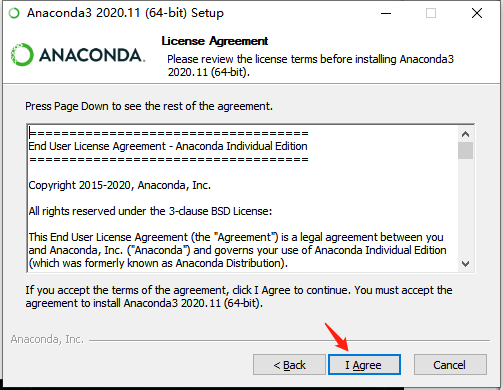 Anaconda3 2020.11 (64-bit) Setup
ANACONDA.
License Agreement
Please review the license terms before installing Anaconda3
2020.11 (64-bit).
Press Page Down to see the rest of the agreement.
===================================
End User License Agreement - Anaconda Individual Edition
===================================
Copyright 2015-2020, Anaconda, Inc.
All rights reserved under the 3-clause BSD License:
This End User License Agreement (the "Agreement") is a legal agreement between you
and Anaconda, Inc. ("Anaconda") and governs your use of Anaconda Individual Edition
(which was formerly known as Anaconda Distribution).
If you accept the terms of the agreement, click I Agree to continue. You must accept the
agreement to install Anaconda3 2020.11 (64-bit).
Anaconda, Inc.
< Back
I Agree
Cancel